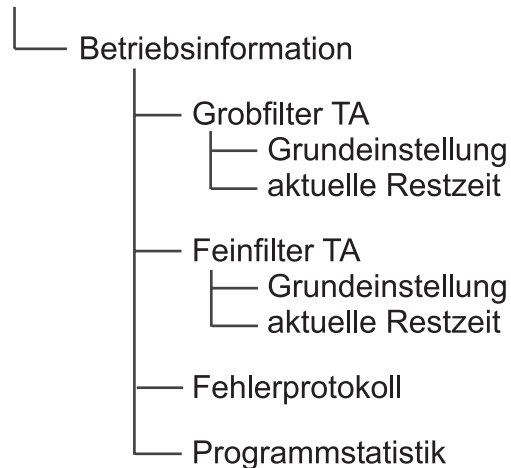 Betriebsinformation
Grobfilter TA
Grundeinstellung
aktuelle Restzeit
Feinfilter TA
Grundeinstellung
aktuelle Restzeit
Fehlerprotokoll
Programmstatistik